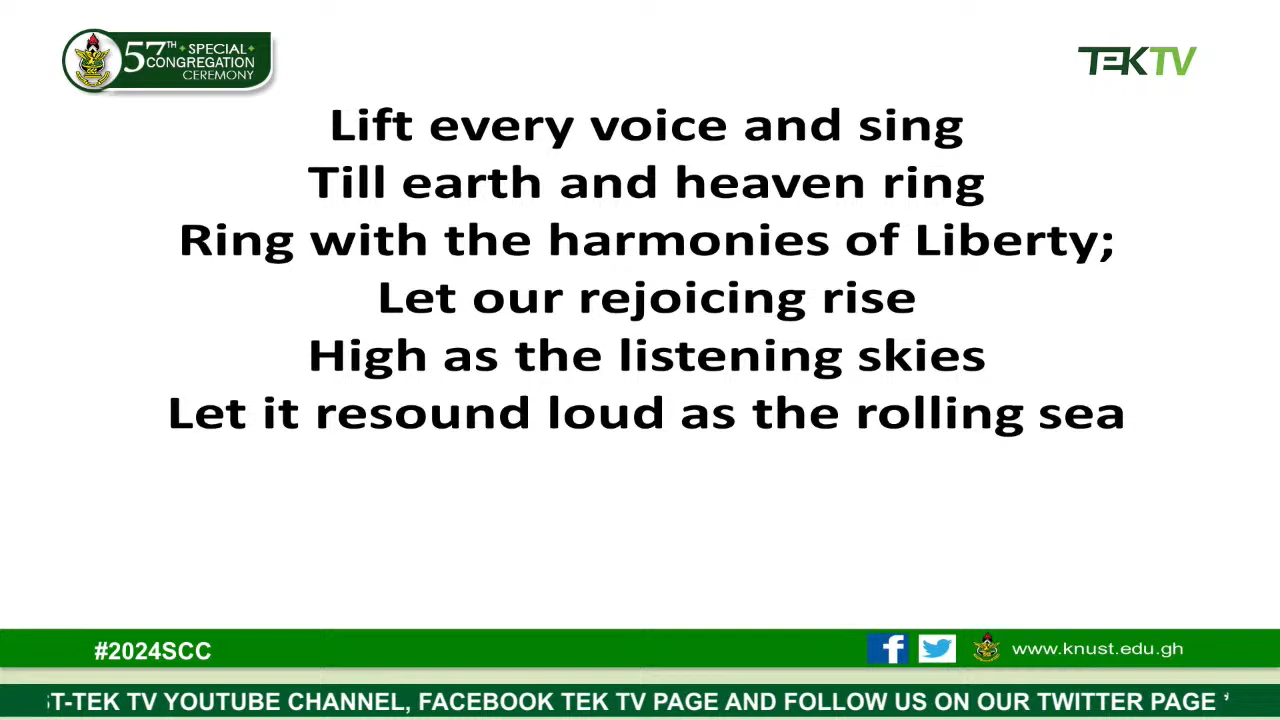 57TH SPECIAL
CONGREGATION
CEREMONY
TEKTV
Lift every voice and sing
Till earth and heaven ring
Ring with the harmonies of Liberty;
Let our rejoicing rise
High as the listening skies
Let it resound loud as the rolling sea
#2024SCC
www.knust.edu.gh
ST-TEK TV YOUTUBE CHANNEL, FACEBOOK TEK TV PAGE AND FOLLOW US ON OUR TWITTER PAGE